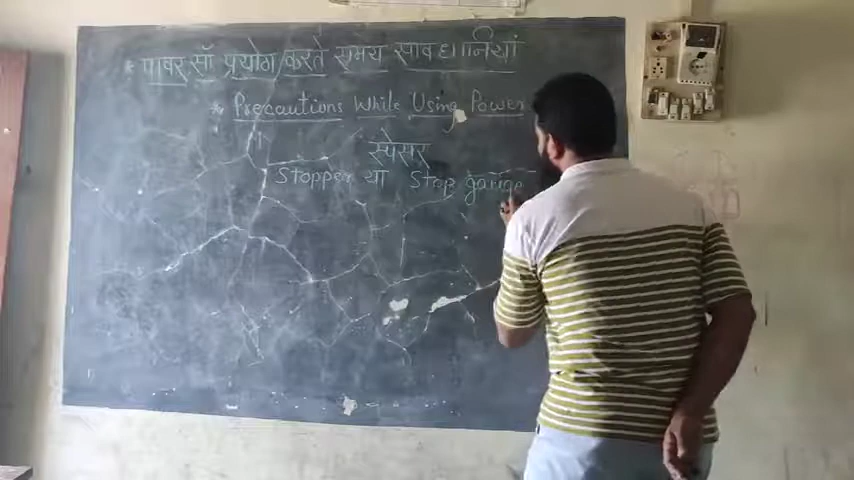 * पावर सॉ प्रयोग करते समय सावधानियां
* Precautions While Using Power
स्पेसर
Stopper या Stop gauge